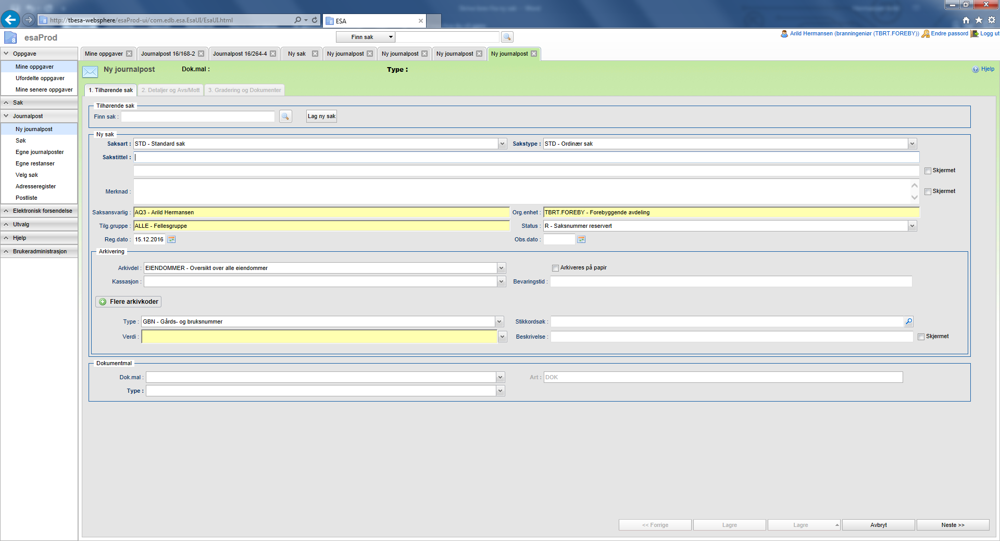 http://tbesa-websphere/esaProd-ui/com.edb.esa.EsaUI/EsaUI.html
ESA
esaProd
Finn sak
Arild Hermansen (branningeniør (TBRT.FOREBY))
Endre passord
Logg ut
Oppgave
Mine oppgaver
Ufordelte oppgaver
Mine senere oppgaver
Sak
Journalpost
Ny journalpost
Søk
Egne journalposter
Egne restanser
Velg søk
Adresseregister
Postliste
Elektronisk forsendelse
Utvalg
Hjelp
Brukeradministrasjon
Mine oppgaver
Journalpost 16/168-2
Journalpost 16/264-4
Ny sak
Ny journalpost
Ny journalpost
Ny journalpost
Ny journalpost
Ny journalpost
Dok.mal :
Type :
Hjelp
1. Tilhørende sak
2. Detaljer og Avs/Mott
3. Gradering og Dokumenter
Tilhørende sak
Finn sak :
Lag ny sak
Ny sak
Saksart : STD - Standard sak
Sakstype : STD - Ordinær sak
Sakstittel :
Skjermet
Merknad :
Skjermet
Saksansvarlig : AQ3 - Arild Hermansen
Org.enhet : TBRT.FOREBY - Forebyggende avdeling
Tilg.gruppe : ALLE - Fellesgruppe
Status : R - Saksnummer reservert
Reg.dato : 15.12.2016
Obs.dato :
Arkivering
Arkivdel : EIENDOMMER - Oversikt over alle eiendommer
Arkiveres på papir
Kassasjon :
Bevaringstid :
Flere arkivkoder
Type : GBN - Gårds- og bruksnummer
Stikkordsøk :
Verdi :
Beskrivelse :
Skjermet
Dokumentmal
Dok.mal :
Art : DOK
Type :
<< Forrige
Lagre
Lagre
Avbryt
Neste >>